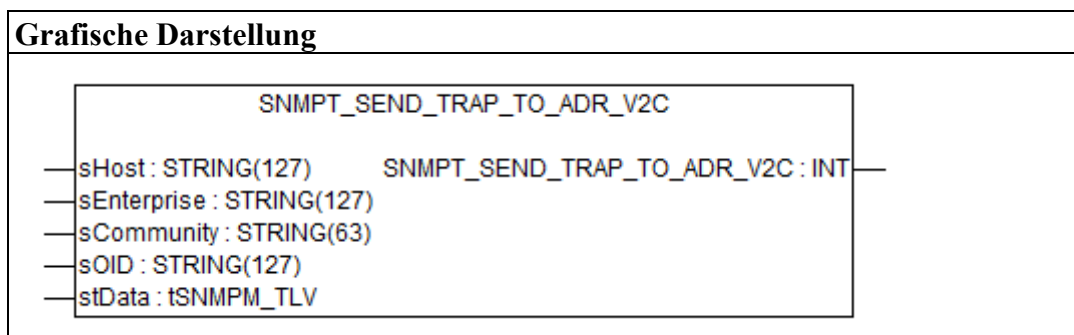 Grafische Darstellung
SNMPT_SEND_TRAP_TO_ADR_V2C
sHost : STRING(127) SNMPT_SEND_TRAP_TO_ADR_V2C : INT
sEnterprise : STRING(127)
sCommunity : STRING(63)
sOID : STRING(127)
stData : tSNMPM_TLV